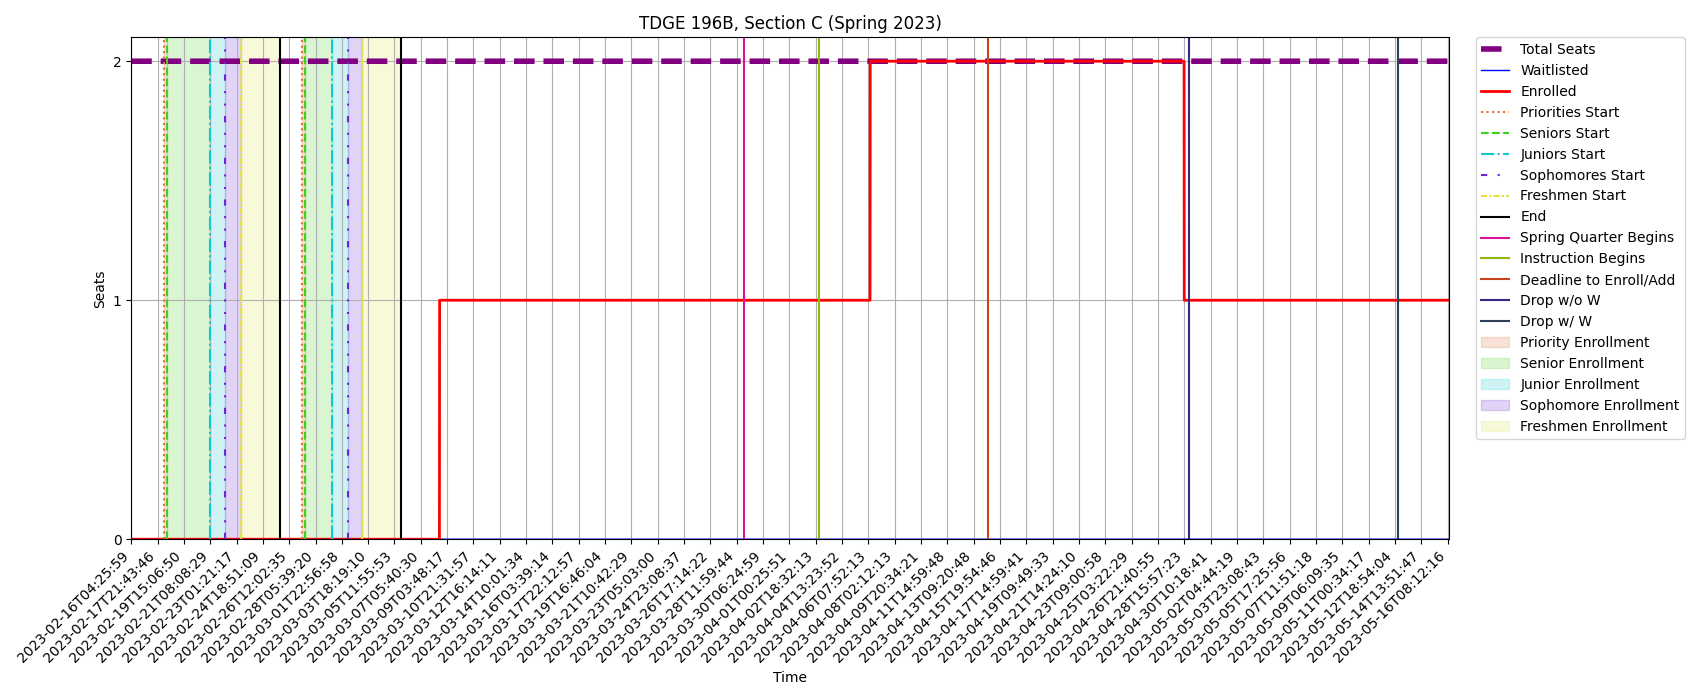 TDGE 196B, Section C (Spring 2023)
Seats
2
1
0
2023-02-16T04:25:59
2023-02-17T21:43:46
2023-02-19T15:06:50
2023-02-21T08:08:29
2023-02-23T01:21:17
2023-02-24T18:51:09
2023-02-26T12:02:35
2023-02-28T05:39:20
2023-03-01T22:56:58
2023-03-03T18:19:10
2023-03-05T11:55:53
2023-03-07T05:40:30
2023-03-09T03:48:17
2023-03-10T21:31:57
2023-03-12T16:14:11
2023-03-14T10:01:34
2023-03-16T03:39:14
2023-03-17T22:12:57
2023-03-19T16:46:04
2023-03-21T10:42:29
2023-03-23T05:03:00
2023-03-24T23:08:37
2023-03-26T17:14:22
2023-03-28T11:59:44
2023-03-30T06:24:59
2023-04-01T00:25:51
2023-04-02T18:32:13
2023-04-04T13:23:52
2023-04-06T07:52:13
2023-04-08T02:12:13
2023-04-09T20:34:21
2023-04-11T14:59:48
2023-04-13T09:20:48
2023-04-15T19:54:46
2023-04-17T14:59:41
2023-04-19T09:49:33
2023-04-21T14:24:10
2023-04-23T09:00:58
2023-04-25T03:22:29
2023-04-26T21:40:55
2023-04-28T15:57:23
2023-04-30T10:18:41
2023-05-02T04:44:19
2023-05-03T23:08:43
2023-05-05T17:25:56
2023-05-07T11:51:18
2023-05-09T06:09:35
2023-05-11T00:34:17
2023-05-12T18:54:04
2023-05-14T13:51:47
2023-05-16T08:12:16
Time
Total Seats
Waitlisted
Enrolled
Priorities Start
Seniors Start
Juniors Start
Sophomores Start
Freshmen Start
End
Spring Quarter Begins
Instruction Begins
Deadline to Enroll/Add
Drop w/o W
Drop w/ W
Priority Enrollment
Senior Enrollment
Junior Enrollment
Sophomore Enrollment
Freshmen Enrollment